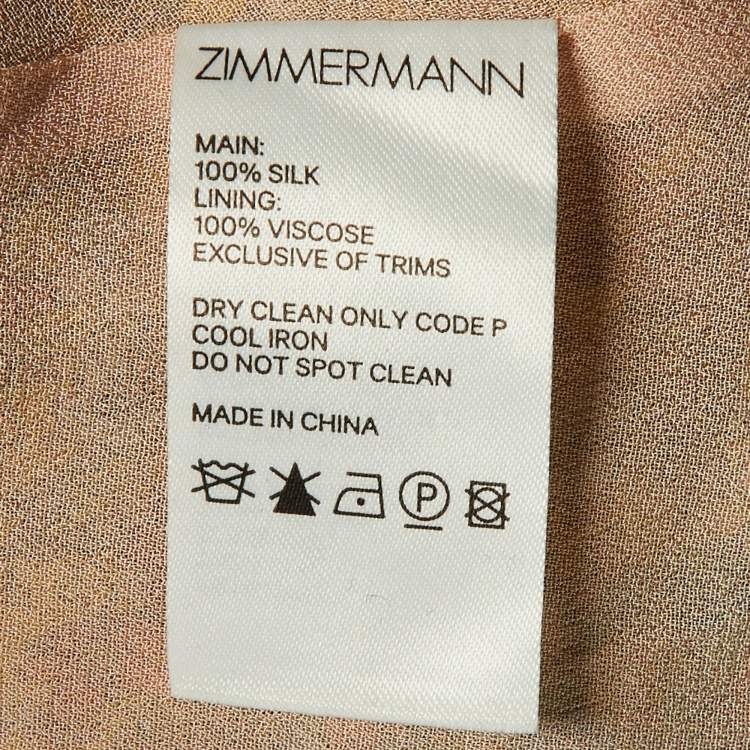 ZIMMERMANN
MAIN:
100% SILK
LINING:
100% VISCOSE
EXCLUSIVE OF TRIMS
DRY CLEAN ONLY CODE P
COOL IRON
DO NOT SPOT CLEAN
MADE IN CHINA
P